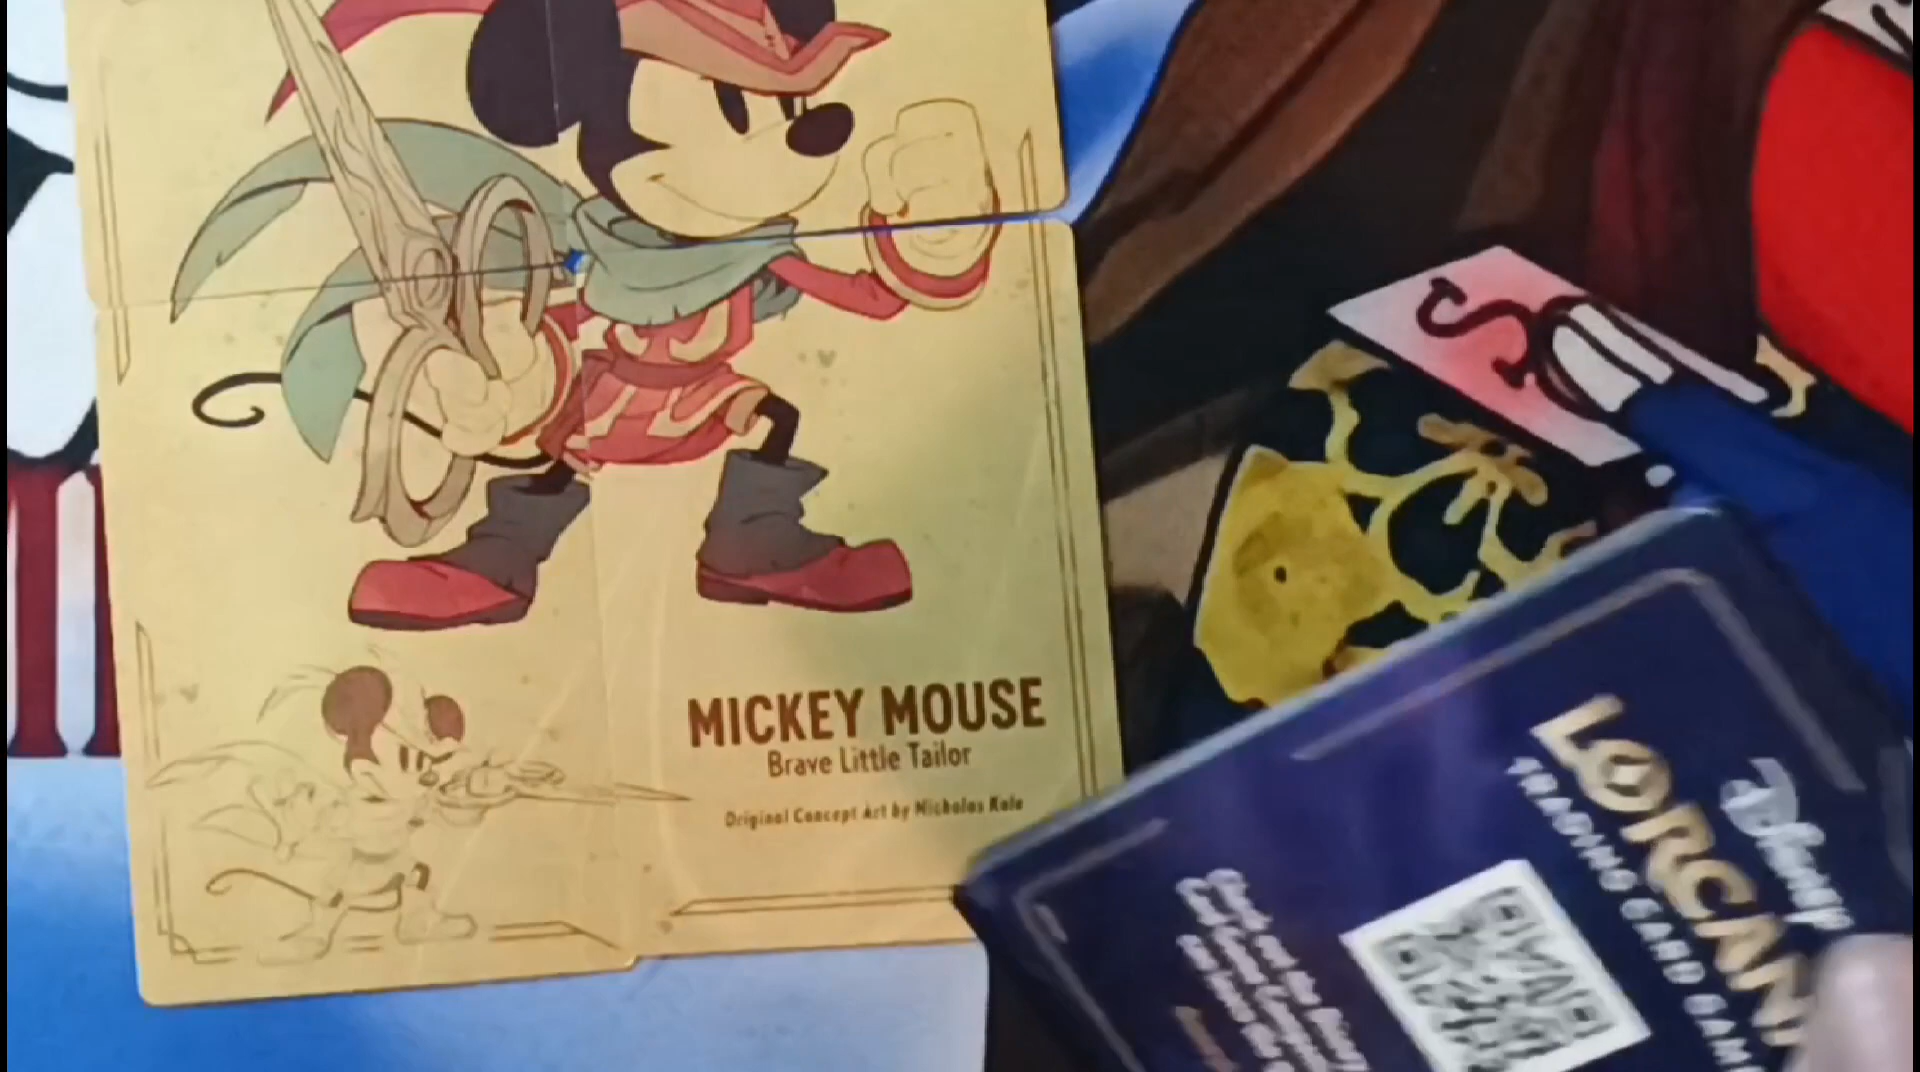 MICKEY MOUSE
Brave Little Tailor
Original Concept Art by Nicholas Kole
Disney
LORCANA
TRADING CARD GAME